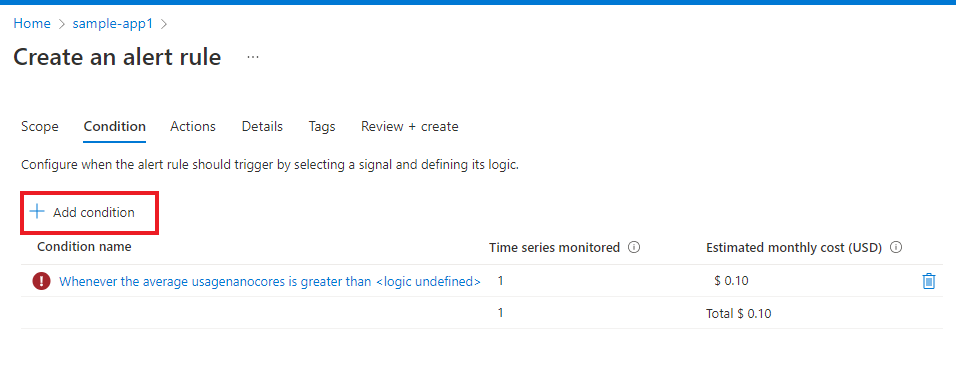 Home > sample-app1 >
Create an alert rule ...
Scope Condition Actions Details Tags Review + create
Configure when the alert rule should trigger by selecting a signal and defining its logic.
+ Add condition
Condition name Time series monitored Estimated monthly cost (USD)
Whenever the average usagenanocores is greater than <logic undefined> 1 $ 0.10
1 Total $ 0.10